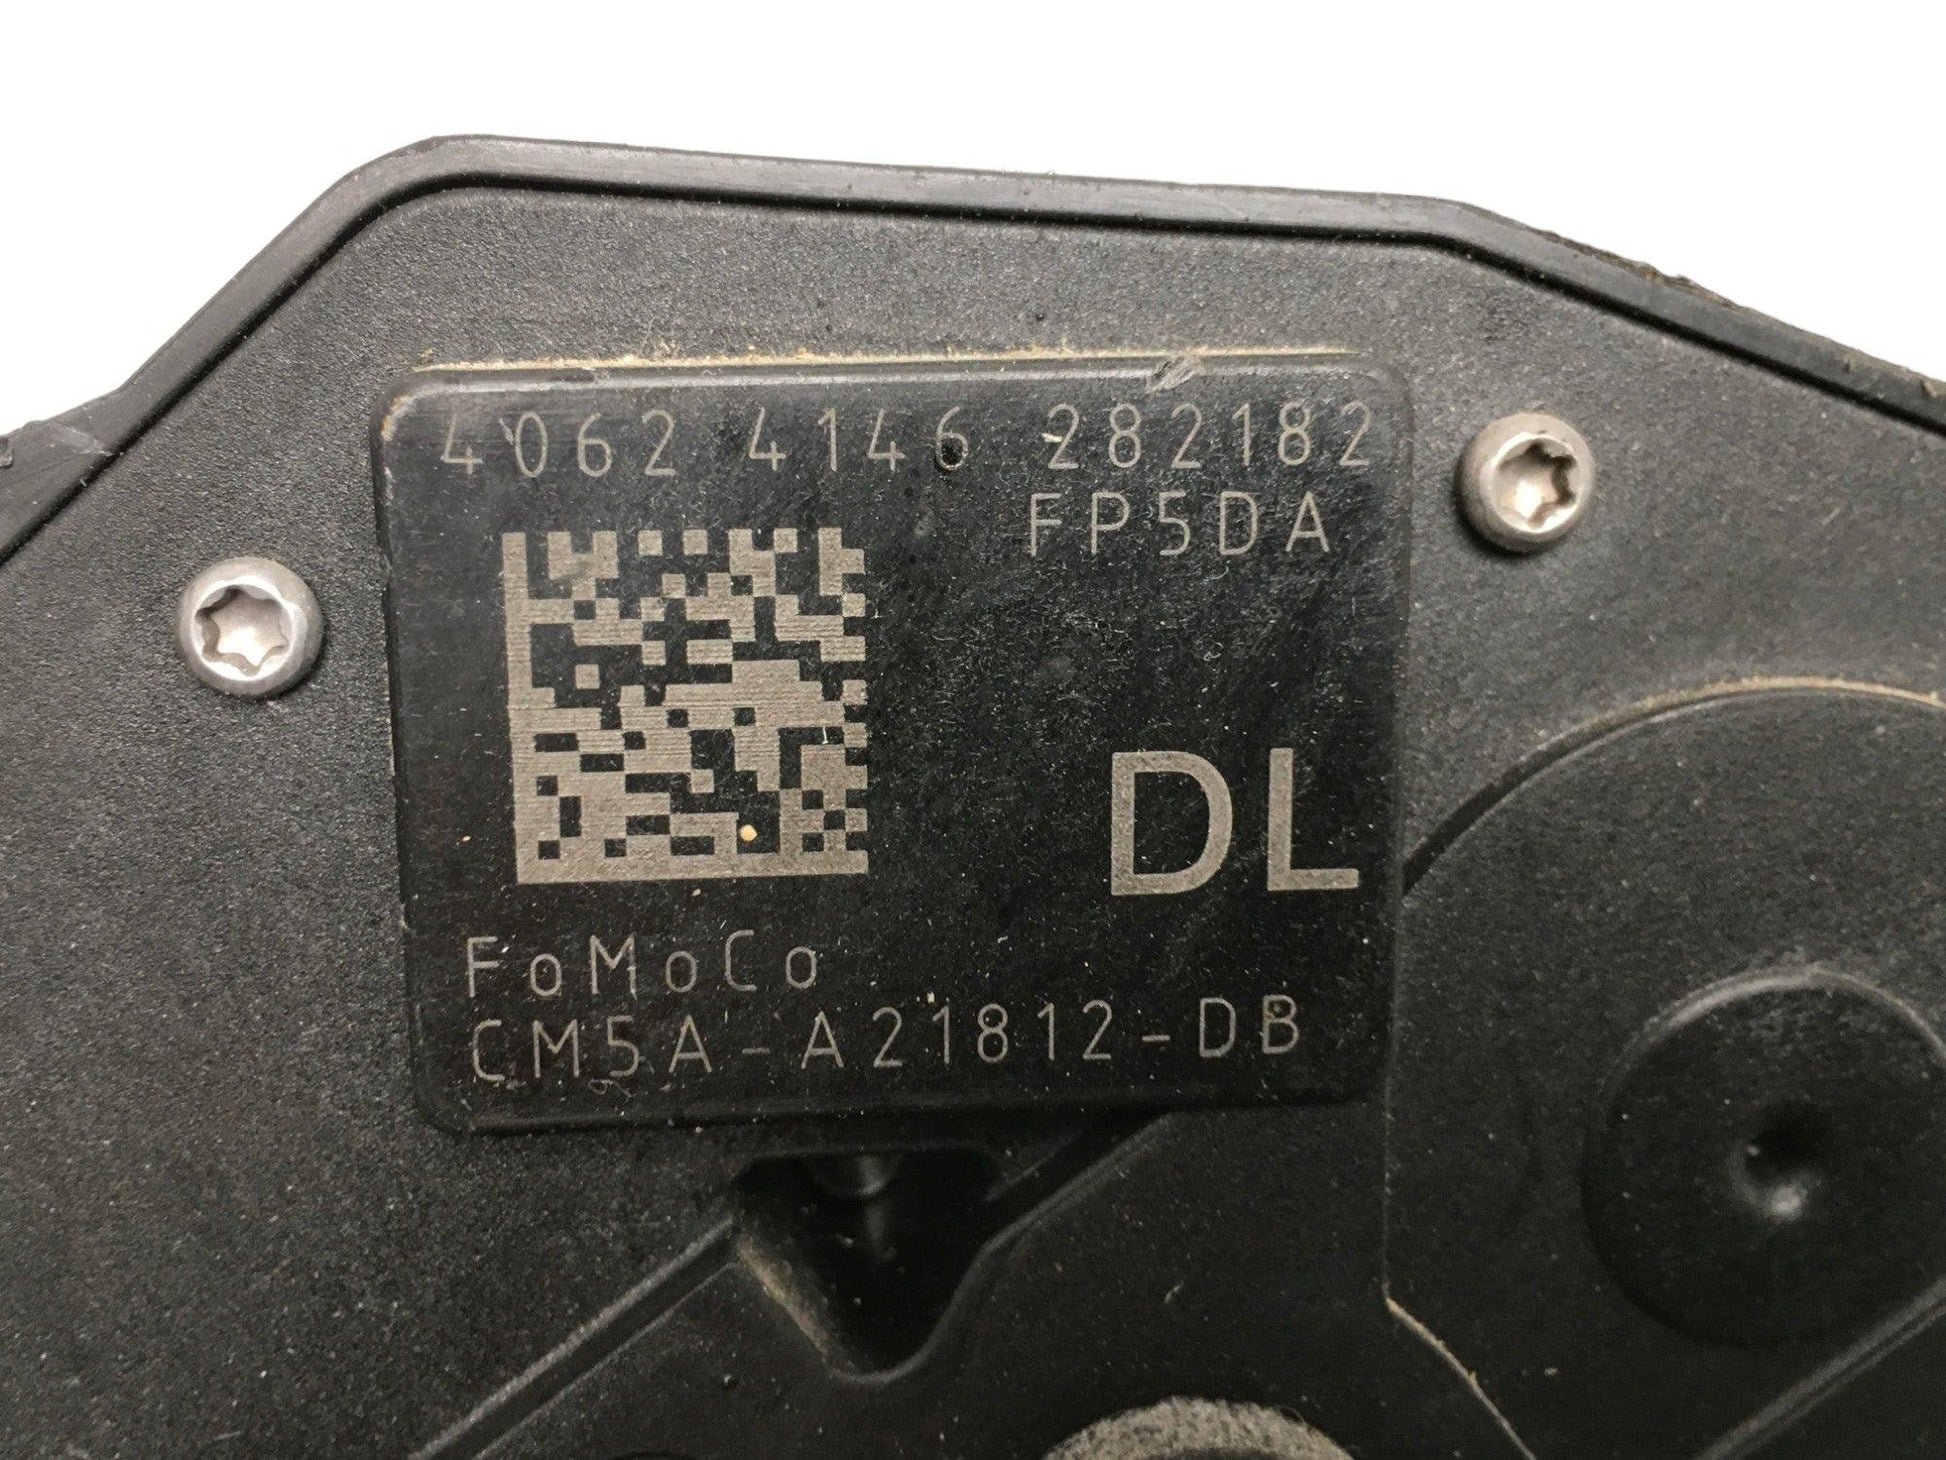 4062 4146 282182
FP5DA
DL
FoMoCo
CM5A-A21812-DB